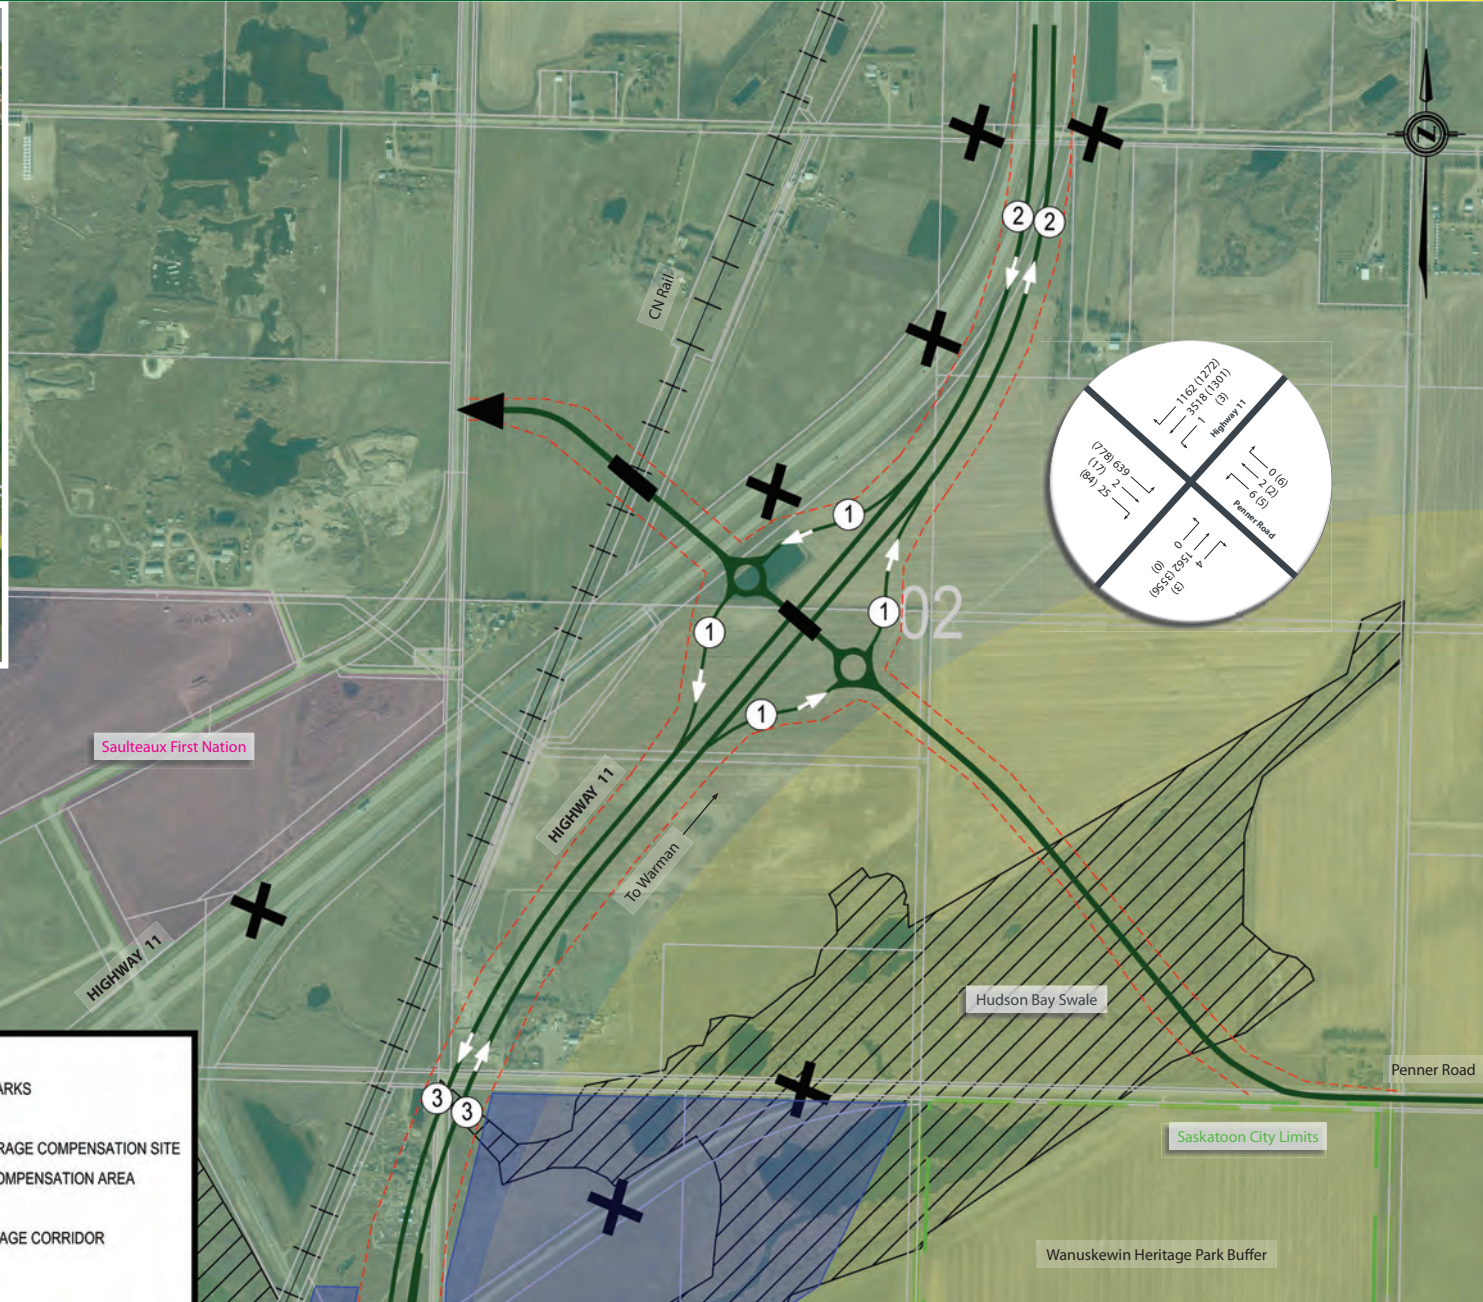 N
CN Rail
2
2
1162 (1272)
3518 (1301)
1 (3)
Highway 11
(778) 639
(17) 2
(84) 25
0 (6)
2 (2)
6 (5)
Penner Road
0 (0)
1562 (3556)
4 (3)
1
1
1
1
02
Saulteaux First Nation
HIGHWAY 11
To Warman
HIGHWAY 11
Hudson Bay Swale
3
3
Penner Road
Saskatoon City Limits
Wanuskewin Heritage Park Buffer
ARKS
RAGE COMPENSATION SITE
OMPENSATION AREA
AGE CORRIDOR